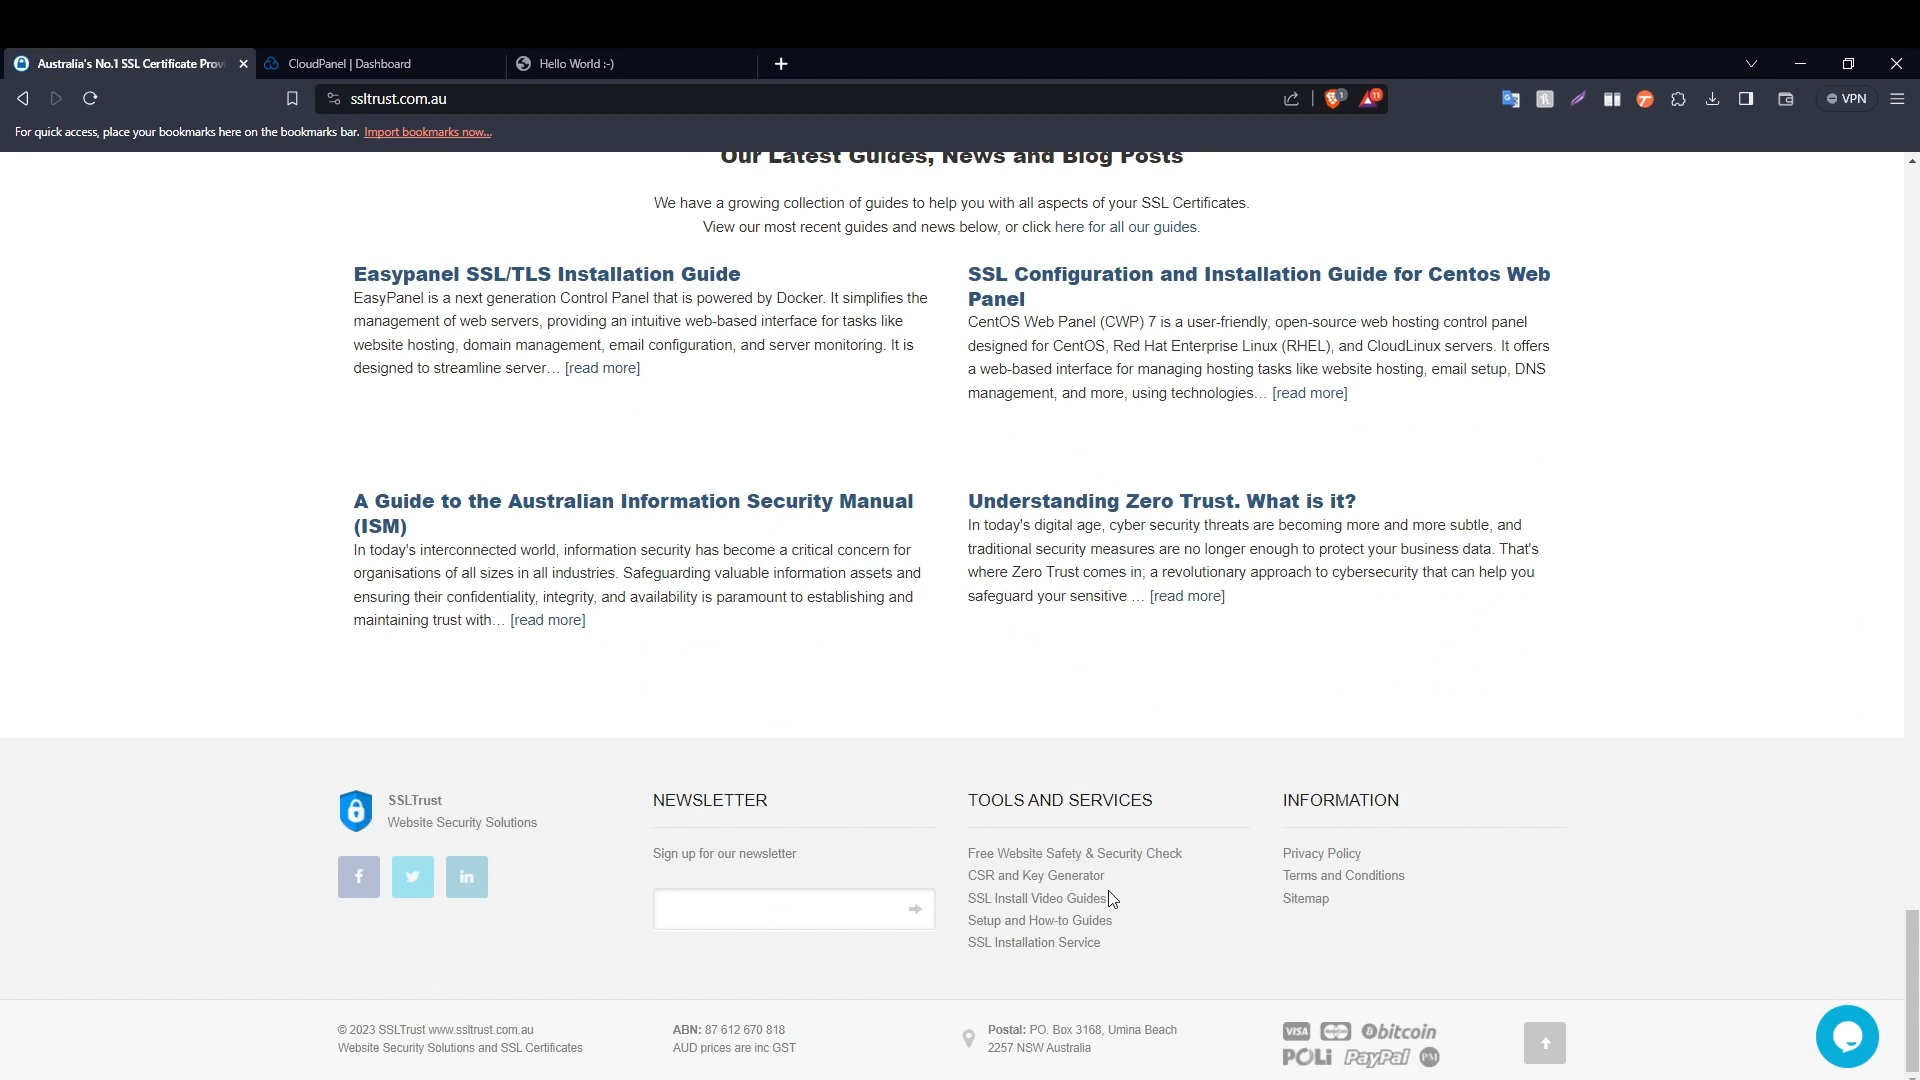 Australia's No.1 SSL Certificate Prov
CloudPanel | Dashboard
Hello World :-)
ssltrust.com.au
1
11
VPN
For quick access, place your bookmarks here on the bookmarks bar. Import bookmarks now...
Our Latest Guides, News and Blog Posts
We have a growing collection of guides to help you with all aspects of your SSL Certificates.
View our most recent guides and news below, or click here for all our guides.
Easypanel SSL/TLS Installation Guide
EasyPanel is a next generation Control Panel that is powered by Docker. It simplifies the
management of web servers, providing an intuitive web-based interface for tasks like
website hosting, domain management, email configuration, and server monitoring. It is
designed to streamline server... [read more]
SSL Configuration and Installation Guide for Centos Web
Panel
CentOS Web Panel (CWP) 7 is a user-friendly, open-source web hosting control panel
designed for CentOS, Red Hat Enterprise Linux (RHEL), and CloudLinux servers. It offers
a web-based interface for managing hosting tasks like website hosting, email setup, DNS
management, and more, using technologies... [read more]
A Guide to the Australian Information Security Manual
(ISM)
In today's interconnected world, information security has become a critical concern for
organisations of all sizes in all industries. Safeguarding valuable information assets and
ensuring their confidentiality, integrity, and availability is paramount to establishing and
maintaining trust with... [read more]
Understanding Zero Trust. What is it?
In today's digital age, cyber security threats are becoming more and more subtle, and
traditional security measures are no longer enough to protect your business data. That's
where Zero Trust comes in; a revolutionary approach to cybersecurity that can help you
safeguard your sensitive ... [read more]
SSLTrust
Website Security Solutions
f
in
NEWSLETTER
Sign up for our newsletter
TOOLS AND SERVICES
Free Website Safety & Security Check
CSR and Key Generator
SSL Install Video Guides
Setup and How-to Guides
SSL Installation Service
INFORMATION
Privacy Policy
Terms and Conditions
Sitemap
© 2023 SSLTrust www.ssltrust.com.au
Website Security Solutions and SSL Certificates
ABN: 87 612 670 818
AUD prices are inc GST
Postal: PO. Box 3168, Umina Beach
2257 NSW Australia
VISA MasterCard bitcoin
POLi PayPal PM